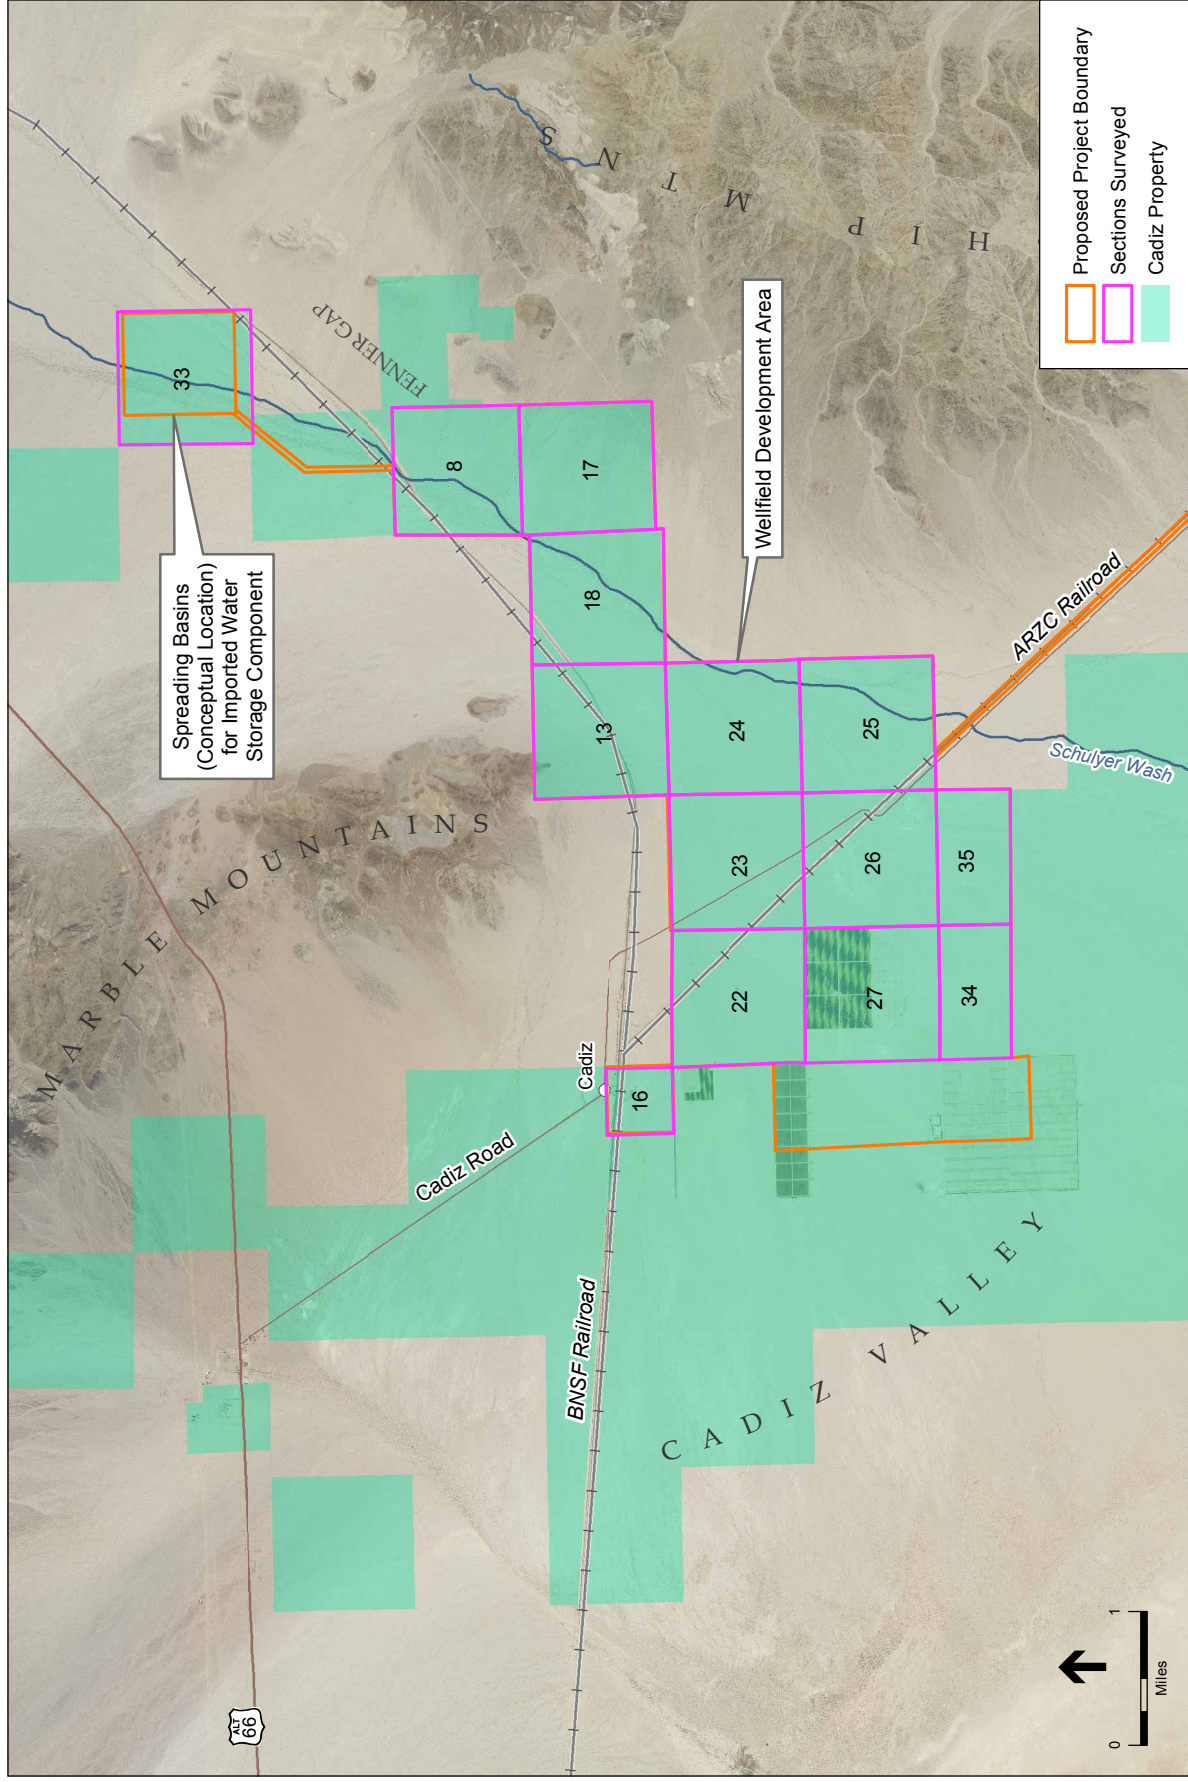 ALT
66
Spreading Basins
(Conceptual Location)
for Imported Water
Storage Component
33
FENNER GAP
MARBLE MOUNTAINS
8
17
18
13
Wellfield Development Area
HIP MTNS
Cadiz Road
Cadiz
BNSF Railroad
16
22
23
24
25
26
27
34
35
ARZC Railroad
Schulyer Wash
CADIZ VALLEY
0
1
Miles
Proposed Project Boundary
Sections Surveyed
Cadiz Property